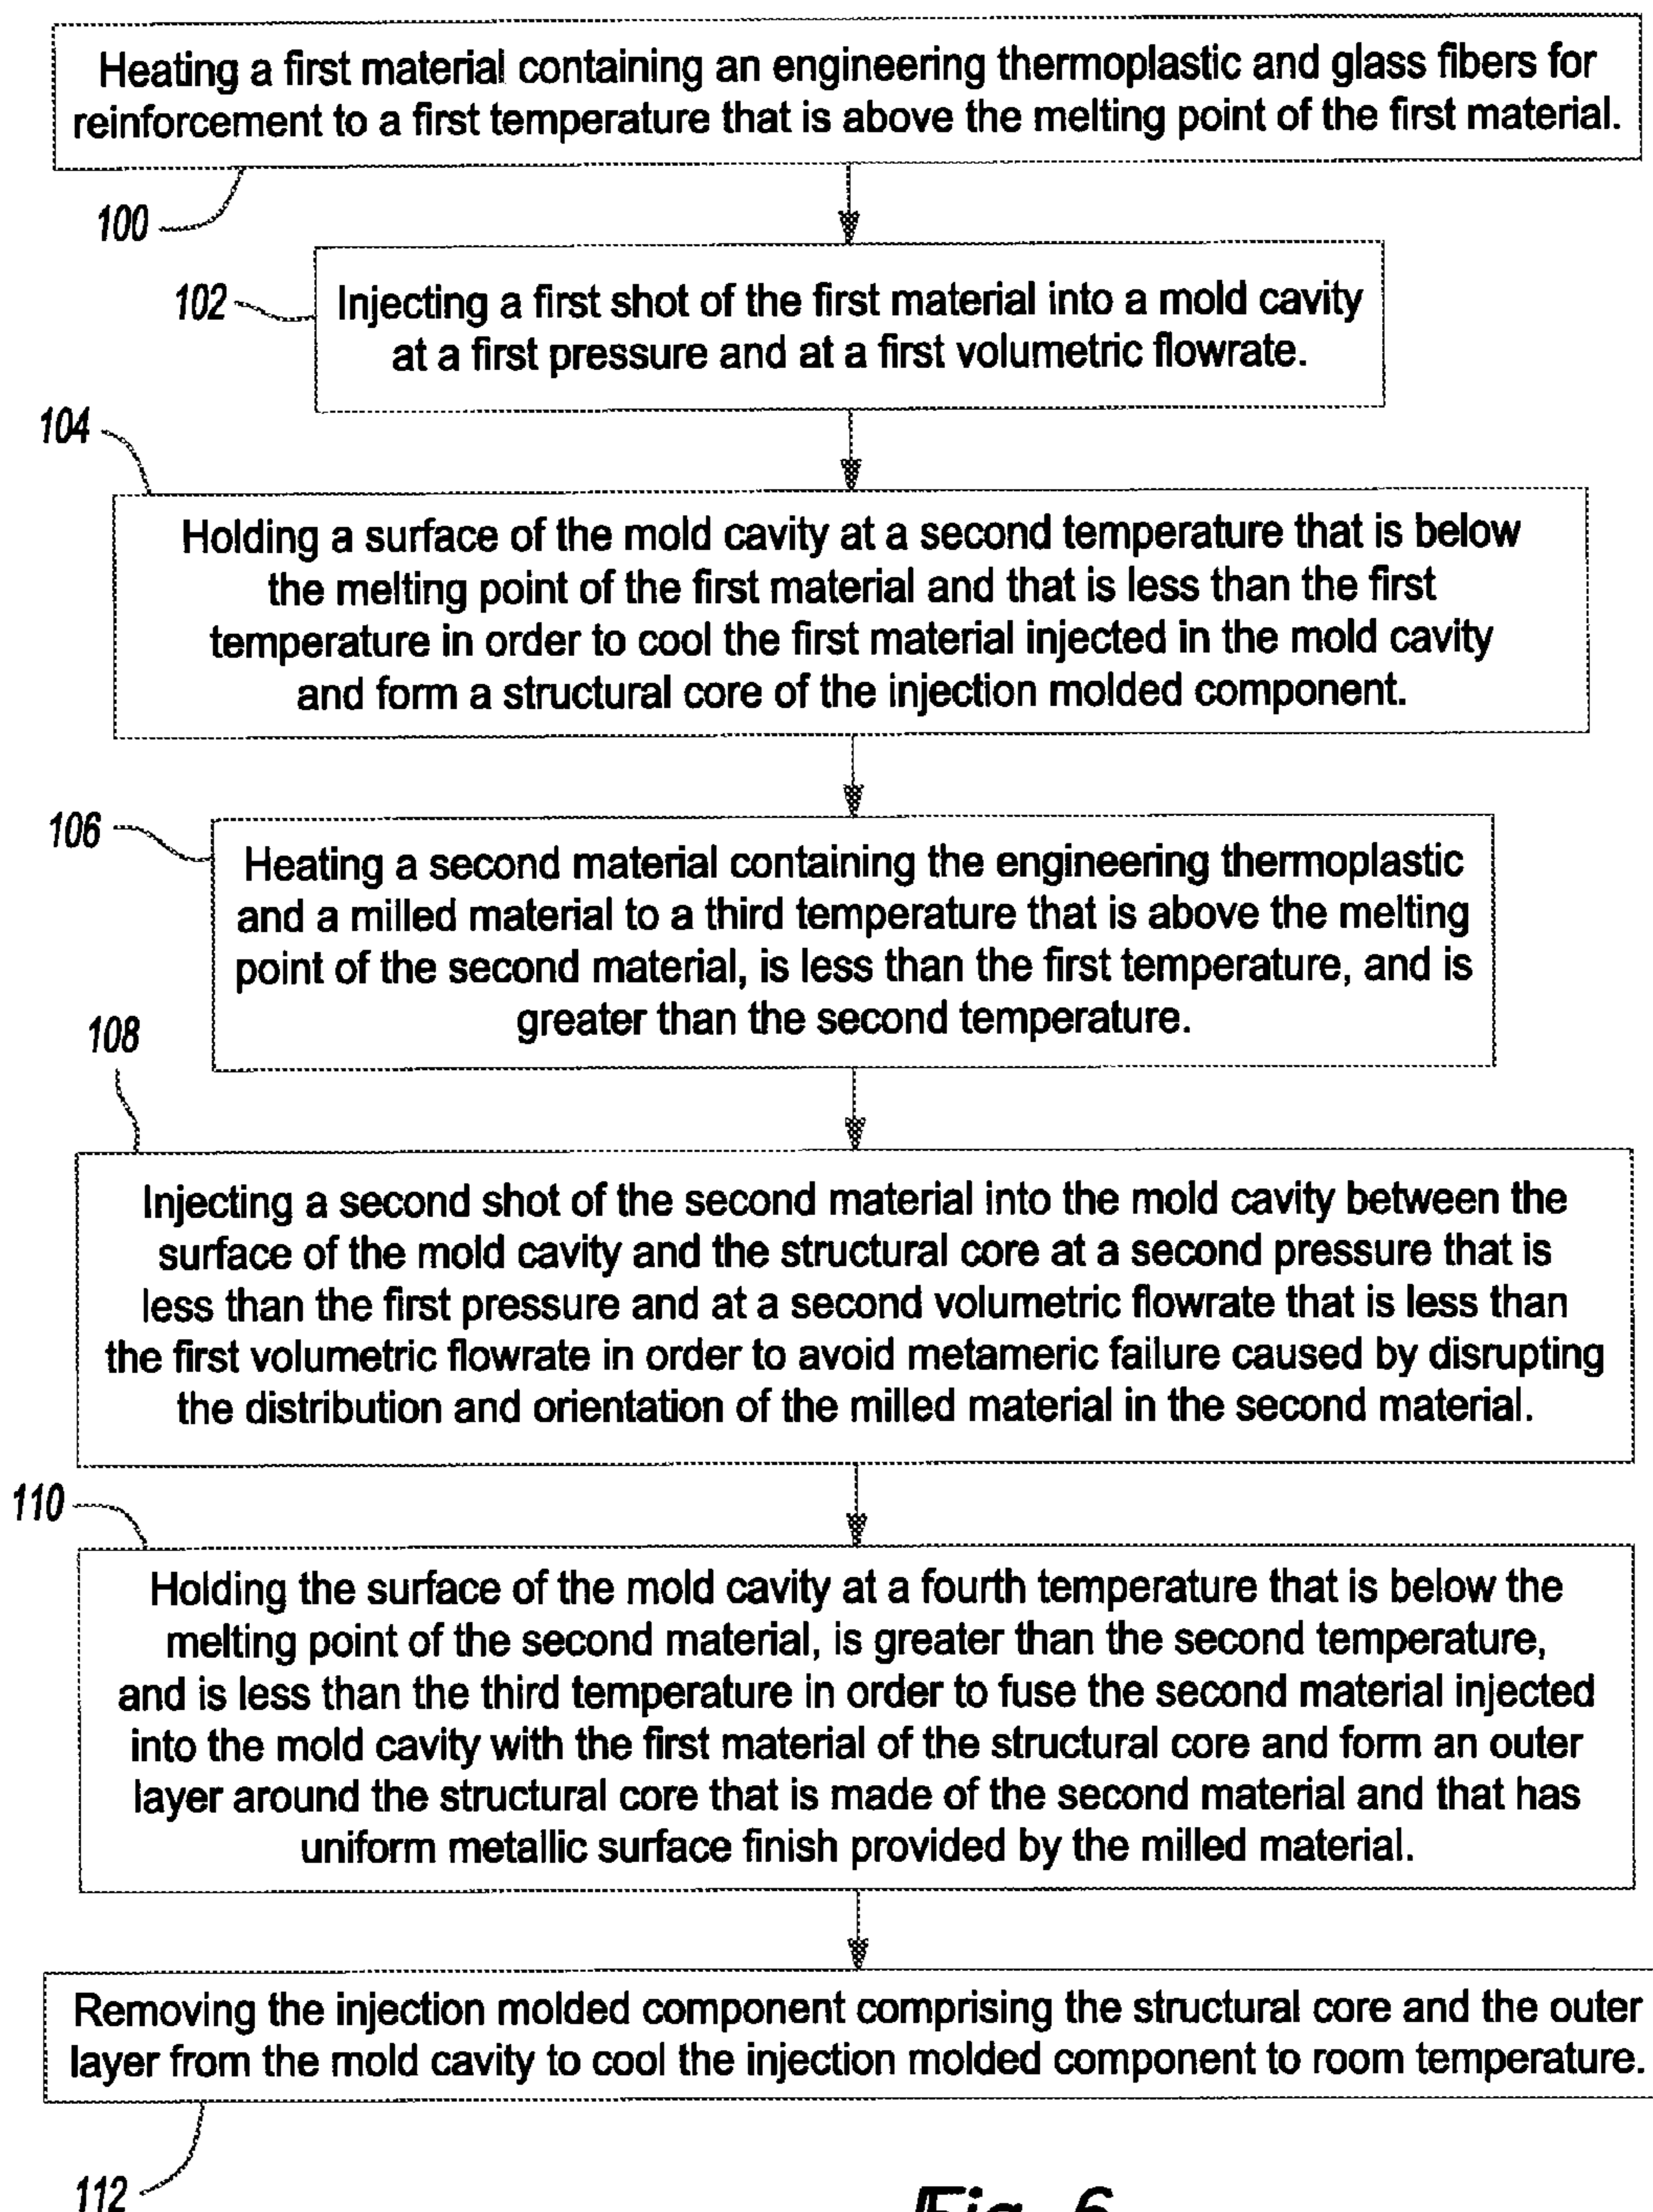 Heating a first material containing an engineering thermoplastic and glass fibers for
reinforcement to a first temperature that is above the melting point of the first material.
100
102
Injecting a first shot of the first material into a mold cavity
at a first pressure and at a first volumetric flowrate.
104
Holding a surface of the mold cavity at a second temperature that is below
the melting point of the first material and that is less than the first
temperature in order to cool the first material injected in the mold cavity
and form a structural core of the injection molded component.
106
Heating a second material containing the engineering thermoplastic
and a milled material to a third temperature that is above the melting
point of the second material, is less than the first temperature, and is
greater than the second temperature.
108
Injecting a second shot of the second material into the mold cavity between the
surface of the mold cavity and the structural core at a second pressure that is
less than the first pressure and at a second volumetric flowrate that is less than
the first volumetric flowrate in order to avoid metameric failure caused by disrupting
the distribution and orientation of the milled material in the second material.
110
Holding the surface of the mold cavity at a fourth temperature that is below the
melting point of the second material, is greater than the second temperature,
and is less than the third temperature in order to fuse the second material injected
into the mold cavity with the first material of the structural core and form an outer
layer around the structural core that is made of the second material and that has
uniform metallic surface finish provided by the milled material.
Removing the injection molded component comprising the structural core and the outer
layer from the mold cavity to cool the injection molded component to room temperature.
112
Fig. 6